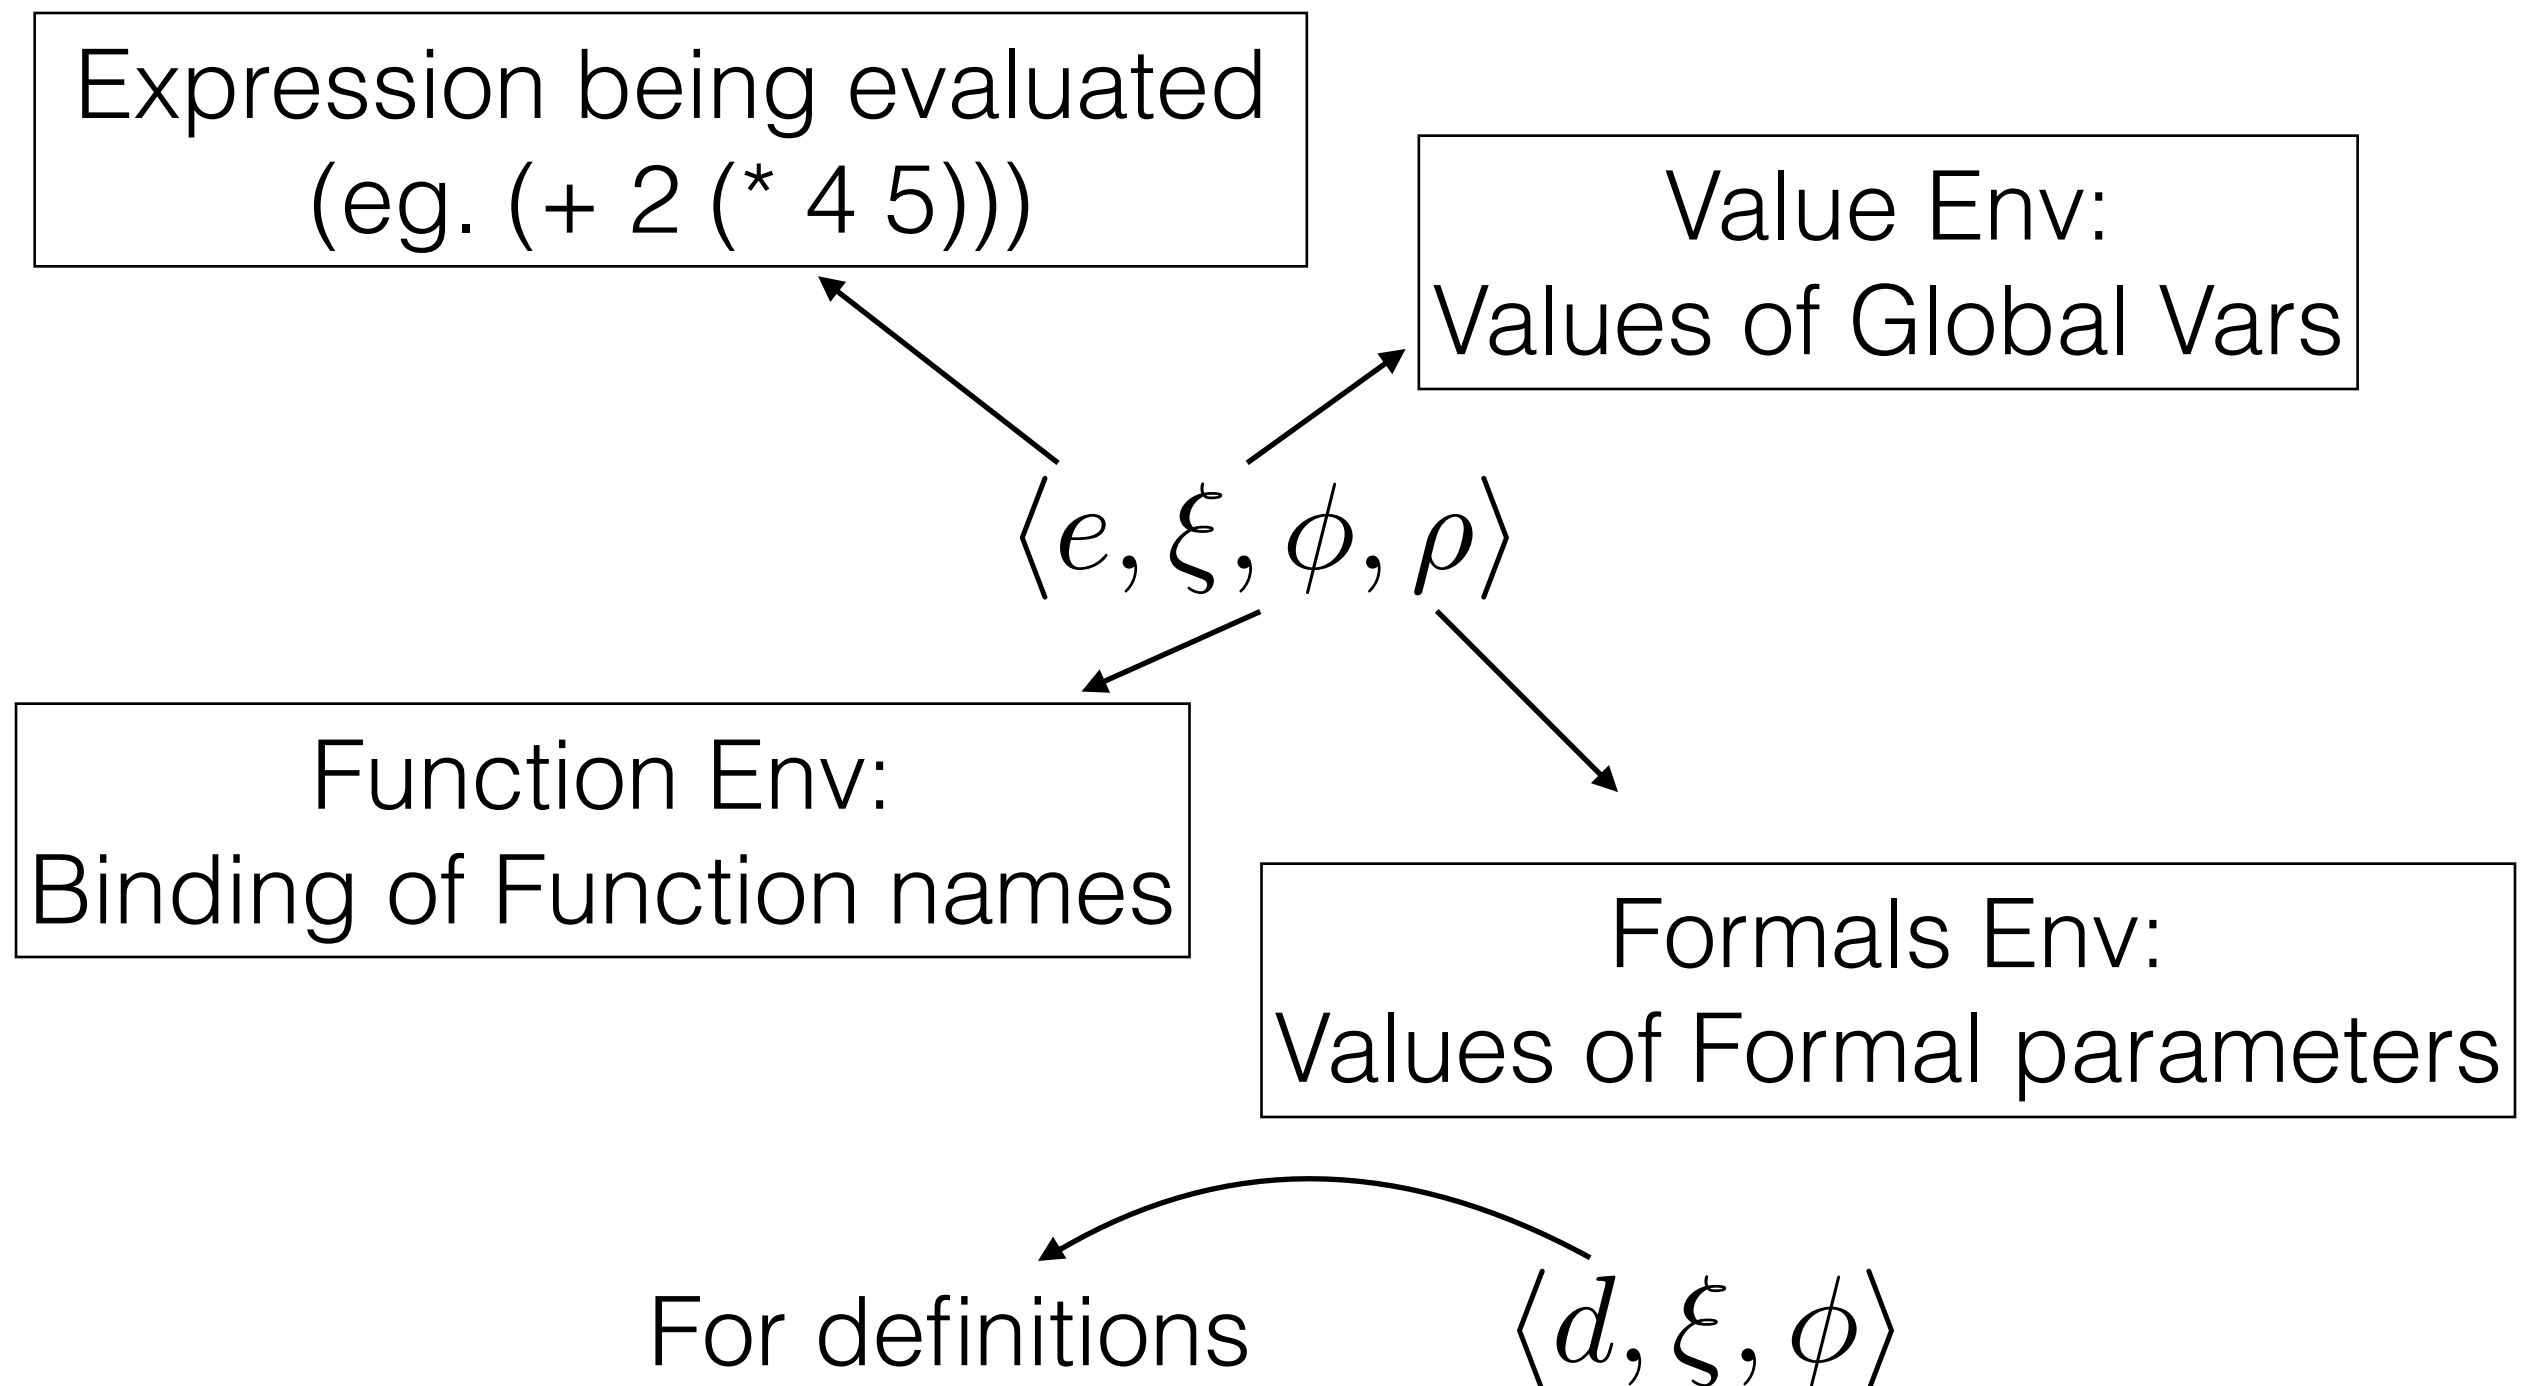 Expression being evaluated
(eg. (+ 2 (* 4 5)))
Value Env:
Values of Global Vars
⟨e, ξ, ϕ, ρ⟩
Function Env:
Binding of Function names
Formals Env:
Values of Formal parameters
For definitions
⟨d, ξ, ϕ⟩